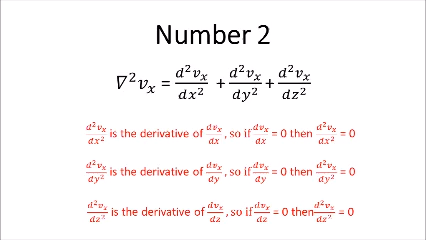 Number 2
∇²vₓ = d²vₓ/dx² + d²vₓ/dy² + d²vₓ/dz²
d²vₓ/dx² is the derivative of dvₓ/dx , so if dvₓ/dx = 0 then d²vₓ/dx² = 0
d²vₓ/dy² is the derivative of dvₓ/dy , so if dvₓ/dy = 0 then d²vₓ/dy² = 0
d²vₓ/dz² is the derivative of dvₓ/dz , so if dvₓ/dz = 0 then d²vₓ/dz² = 0